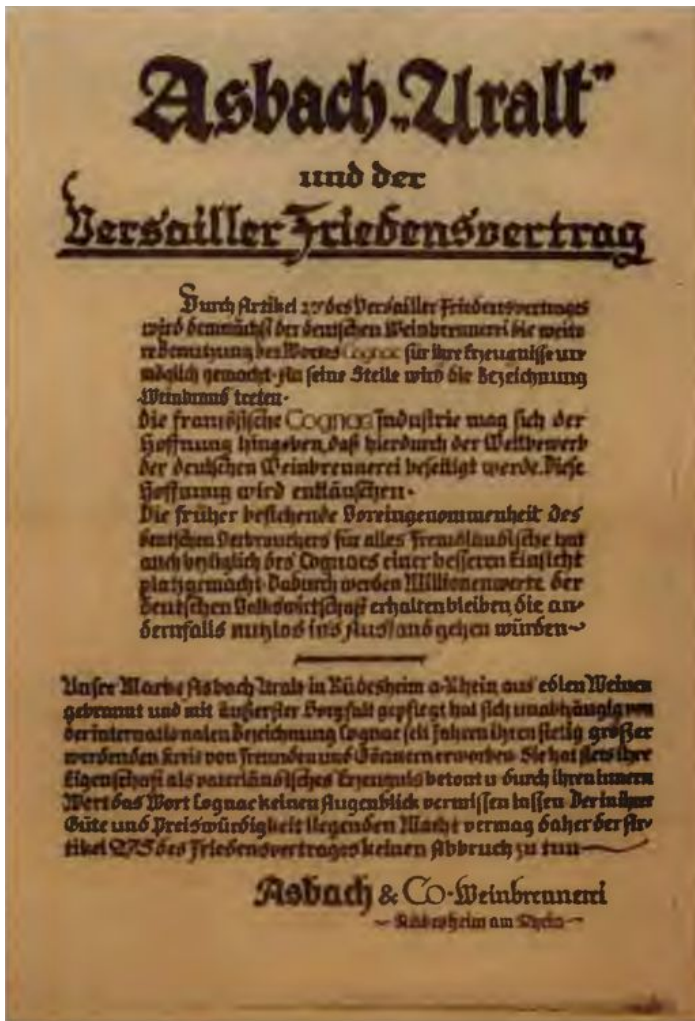 Asbach „Uralt“
und der
Versailler Friedensvertrag
Durch Artikel 275 des Versailler Friedensvertrages
wird demnächst der deutschen Weinbrennerei die weite
re Benutzung des Wortes Cognac für ihre Erzeugnisse un
möglich gemacht. An seine Stelle wird die Bezeichnung
Weinbrand treten.
Die französische Cognac Industrie mag sich der
Hoffnung hingeben, daß hierdurch der Wettbewerb
der deutschen Weinbrennerei beseitigt werde. Diese
Hoffnung wird enttäuschen.
Die früher bestehende Voreingenommenheit des
deutschen Verbrauchers für alles Fremdländische hat
auch bezüglich des Cognacs einer besseren Einsicht
platzgemacht. Dadurch werden Millionenwerte der
deutschen Volkswirtschaft erhalten bleiben, die an-
dernfalls nutzlos ins Ausland gehen würden
Unsre Marke Asbach Uralt in Rüdesheim a. Rhein aus edlen Weinen
gebrannt und mit äußerster Sorgfalt gepflegt hat sich unabhängig von
der internationalen Bezeichnung Cognac seit Jahren ihren stetig größer
werdenden Kreis von Freunden und Gönnern erworben. Sie hat stets ihre
Eigenschaft als vaterländisches Erzeugnis betont u. durch ihren innern
Wert das Wort Cognac keinen Augenblick vermissen lassen. Der in ihrer
Güte und Preiswürdigkeit liegenden Macht vermag daher der Ar-
tikel 275 des Friedensvertrages keinen Abbruch zu tun
Asbach & Co. Weinbrennerei
Rüdesheim am Rhein